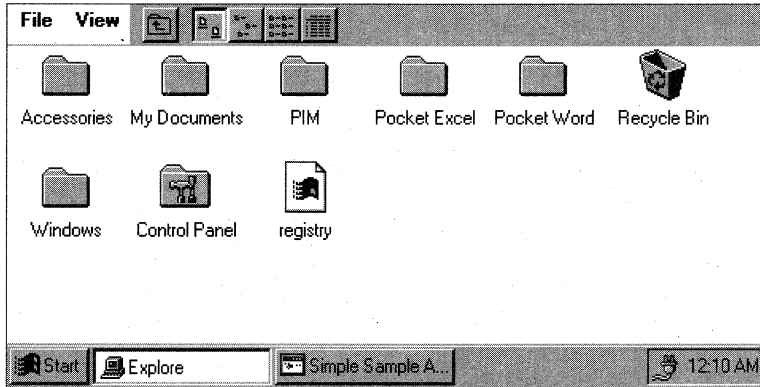 File View
Accessories My Documents PIM Pocket Excel Pocket Word Recycle Bin
Windows Control Panel registry
Start Explore Simple Sample A... 12:10 AM